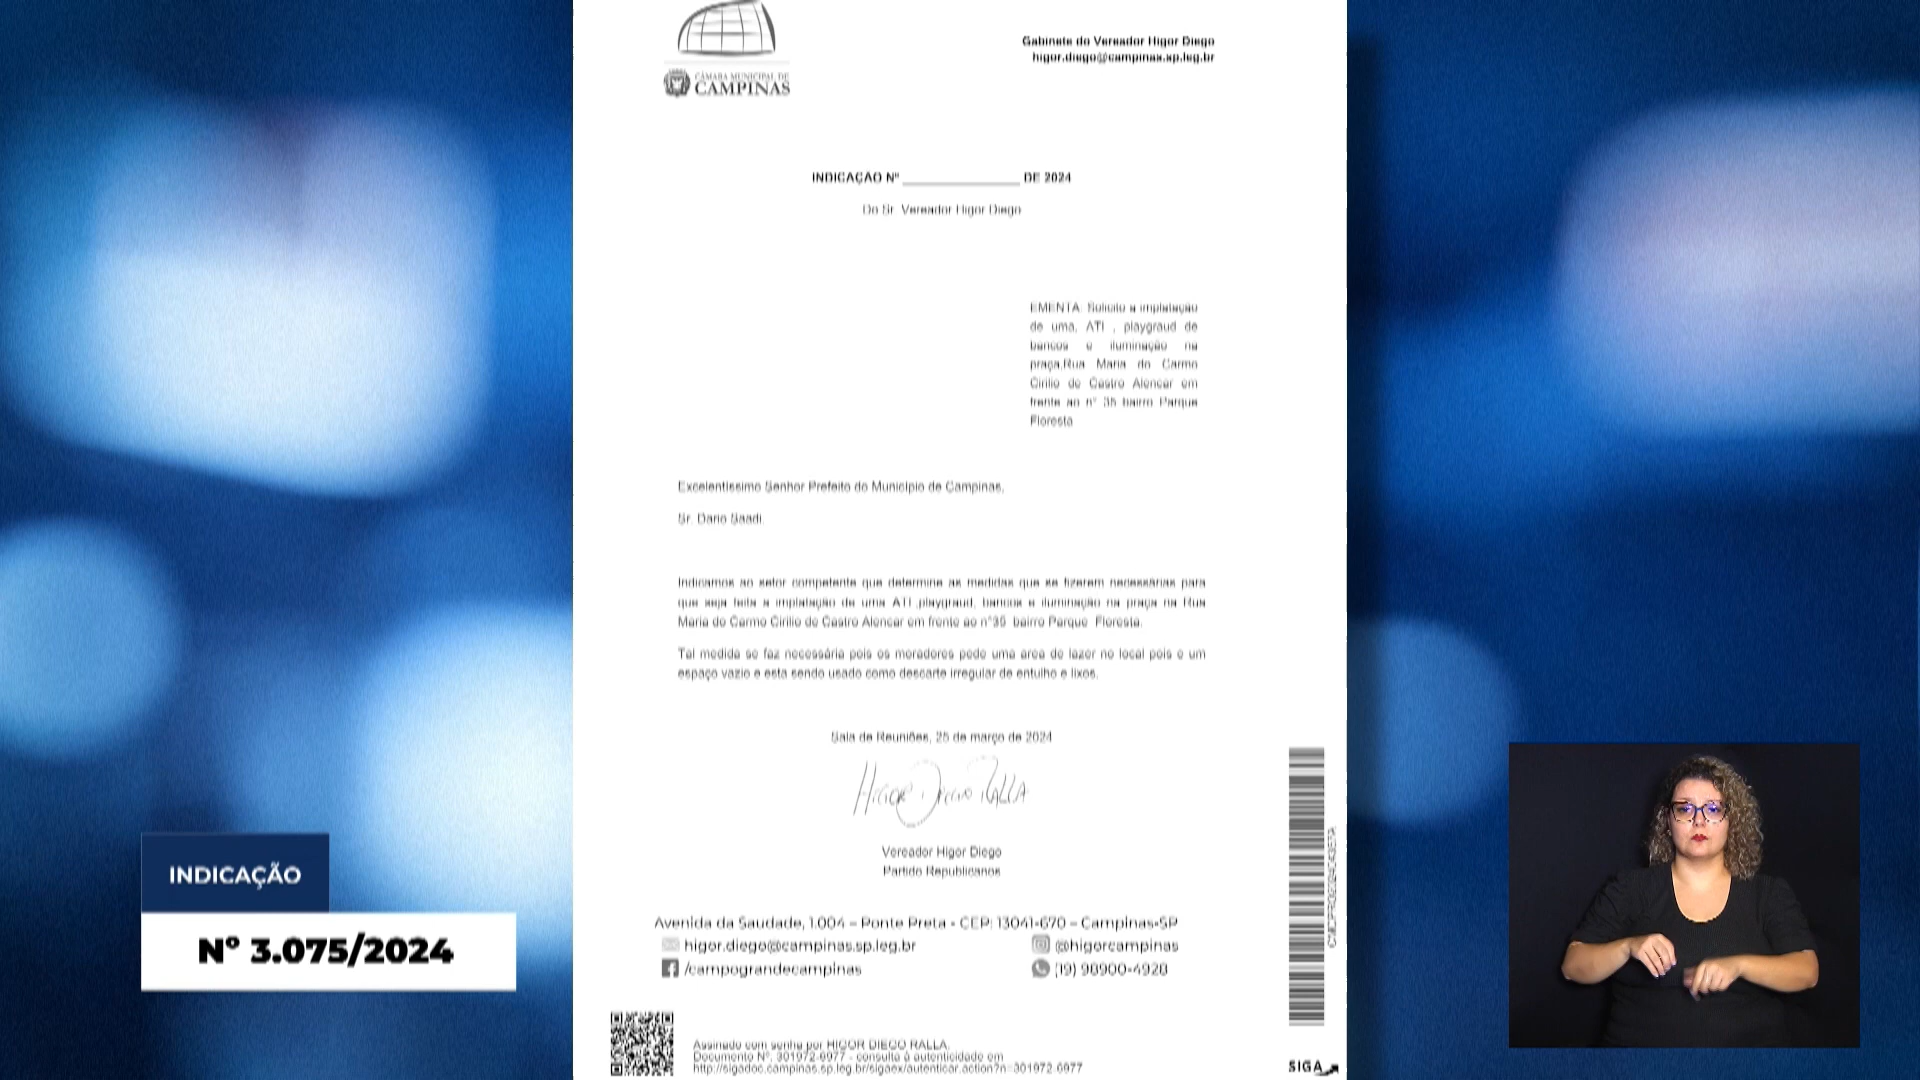 CÂMARA MUNICIPAL DE
CAMPINAS
Gabinete do Vereador Higor Diego
higor.diego@campinas.sp.leg.br
INDICAÇÃO Nº ________________ DE 2024
Do Sr. Vereador Higor Diego
EMENTA: Solicito a implatação
de uma, ATI , playgraud de
bancos e iluminação na
praça,Rua Maria do Carmo
Cirilio de Castro Alencar em
frente ao n° 35 bairro Parque
Floresta
Excelentíssimo Senhor Prefeito do Município de Campinas,
Sr. Dario Saadi.
Indicamos ao setor competente que determine as medidas que se fizerem necessárias para
que seja feita a implatação de uma ATI ,playgraud, bancos e iluminação na praça na Rua
Maria do Carmo Cirilio de Castro Alencar em frente ao n°35 bairro Parque Floresta.
Tal medida se faz necessária pois os moradores pede uma area de lazer no local pois e um
espaço vazio e esta sendo usado como descarte irregular de entulho e lixos.
Sala de Reuniões, 25 de março de 2024
Higor Diego Ralla
Vereador Higor Diego
Partido Republicanos
Avenida da Saudade, 1.004 – Ponte Preta - CEP: 13041-670 – Campinas-SP
higor.diego@campinas.sp.leg.br @higorcampinas
/campograndecampinas (19) 98900-4928
Assinado com senha por HIGOR DIEGO RALLA.
Documento Nº: 301972-6977 - consulta à autenticidade em
http://sigadoc.campinas.sp.leg.br/sigaex/autenticar.action?n=301972-6977
SIGA
INDICAÇÃO
Nº 3.075/2024